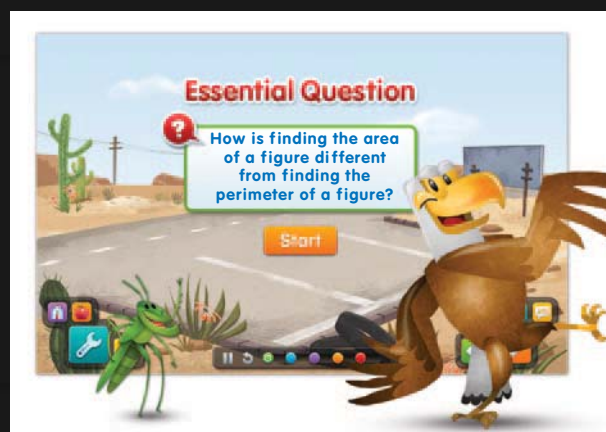 Essential Question
?
How is finding the area
of a figure different
from finding the
perimeter of a figure?
Start